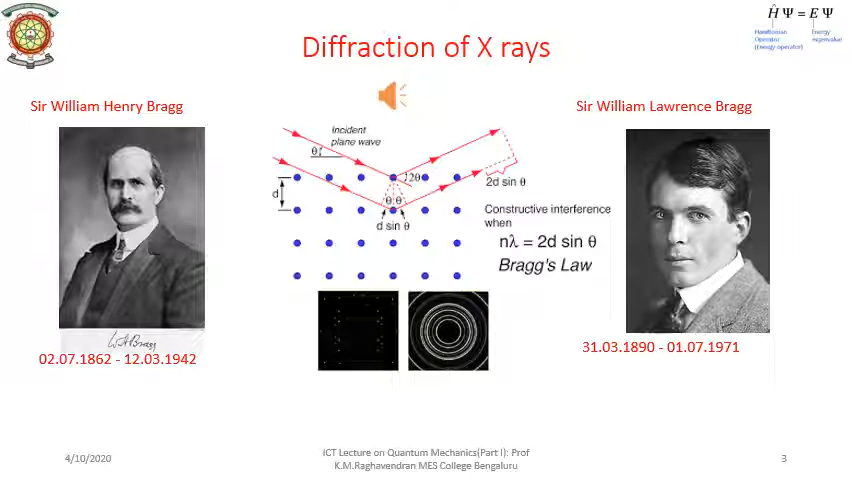 Ĥ Ψ = E Ψ
Hamiltonian
Operator
(Energy operator)
Energy
eigenvalue
Diffraction of X rays
Sir William Henry Bragg
Sir William Lawrence Bragg
Incident
plane wave
θ
2θ
2d sin θ
d
θ θ
d sin θ
Constructive interference
when
nλ = 2d sin θ
Bragg's Law
W H Bragg
02.07.1862 - 12.03.1942
31.03.1890 - 01.07.1971
4/10/2020
ICT Lecture on Quantum Mechanics(Part I): Prof
K.M.Raghavendran MES College Bengaluru
3